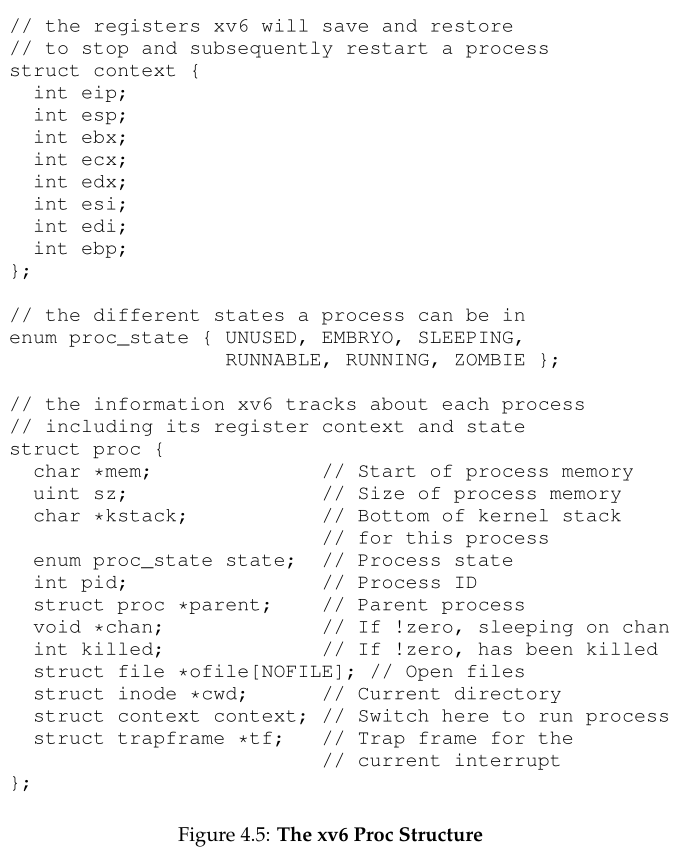 // the registers xv6 will save and restore
// to stop and subsequently restart a process
struct context {
  int eip;
  int esp;
  int ebx;
  int ecx;
  int edx;
  int esi;
  int edi;
  int ebp;
};

// the different states a process can be in
enum proc_state { UNUSED, EMBRYO, SLEEPING,
                  RUNNABLE, RUNNING, ZOMBIE };

// the information xv6 tracks about each process
// including its register context and state
struct proc {
  char *mem;              // Start of process memory
  uint sz;                // Size of process memory
  char *kstack;           // Bottom of kernel stack
                          // for this process
  enum proc_state state;  // Process state
  int pid;                // Process ID
  struct proc *parent;    // Parent process
  void *chan;             // If !zero, sleeping on chan
  int killed;             // If !zero, has been killed
  struct file *ofile[NOFILE]; // Open files
  struct inode *cwd;      // Current directory
  struct context context; // Switch here to run process
  struct trapframe *tf;   // Trap frame for the
                          // current interrupt
};

Figure 4.5: The xv6 Proc Structure